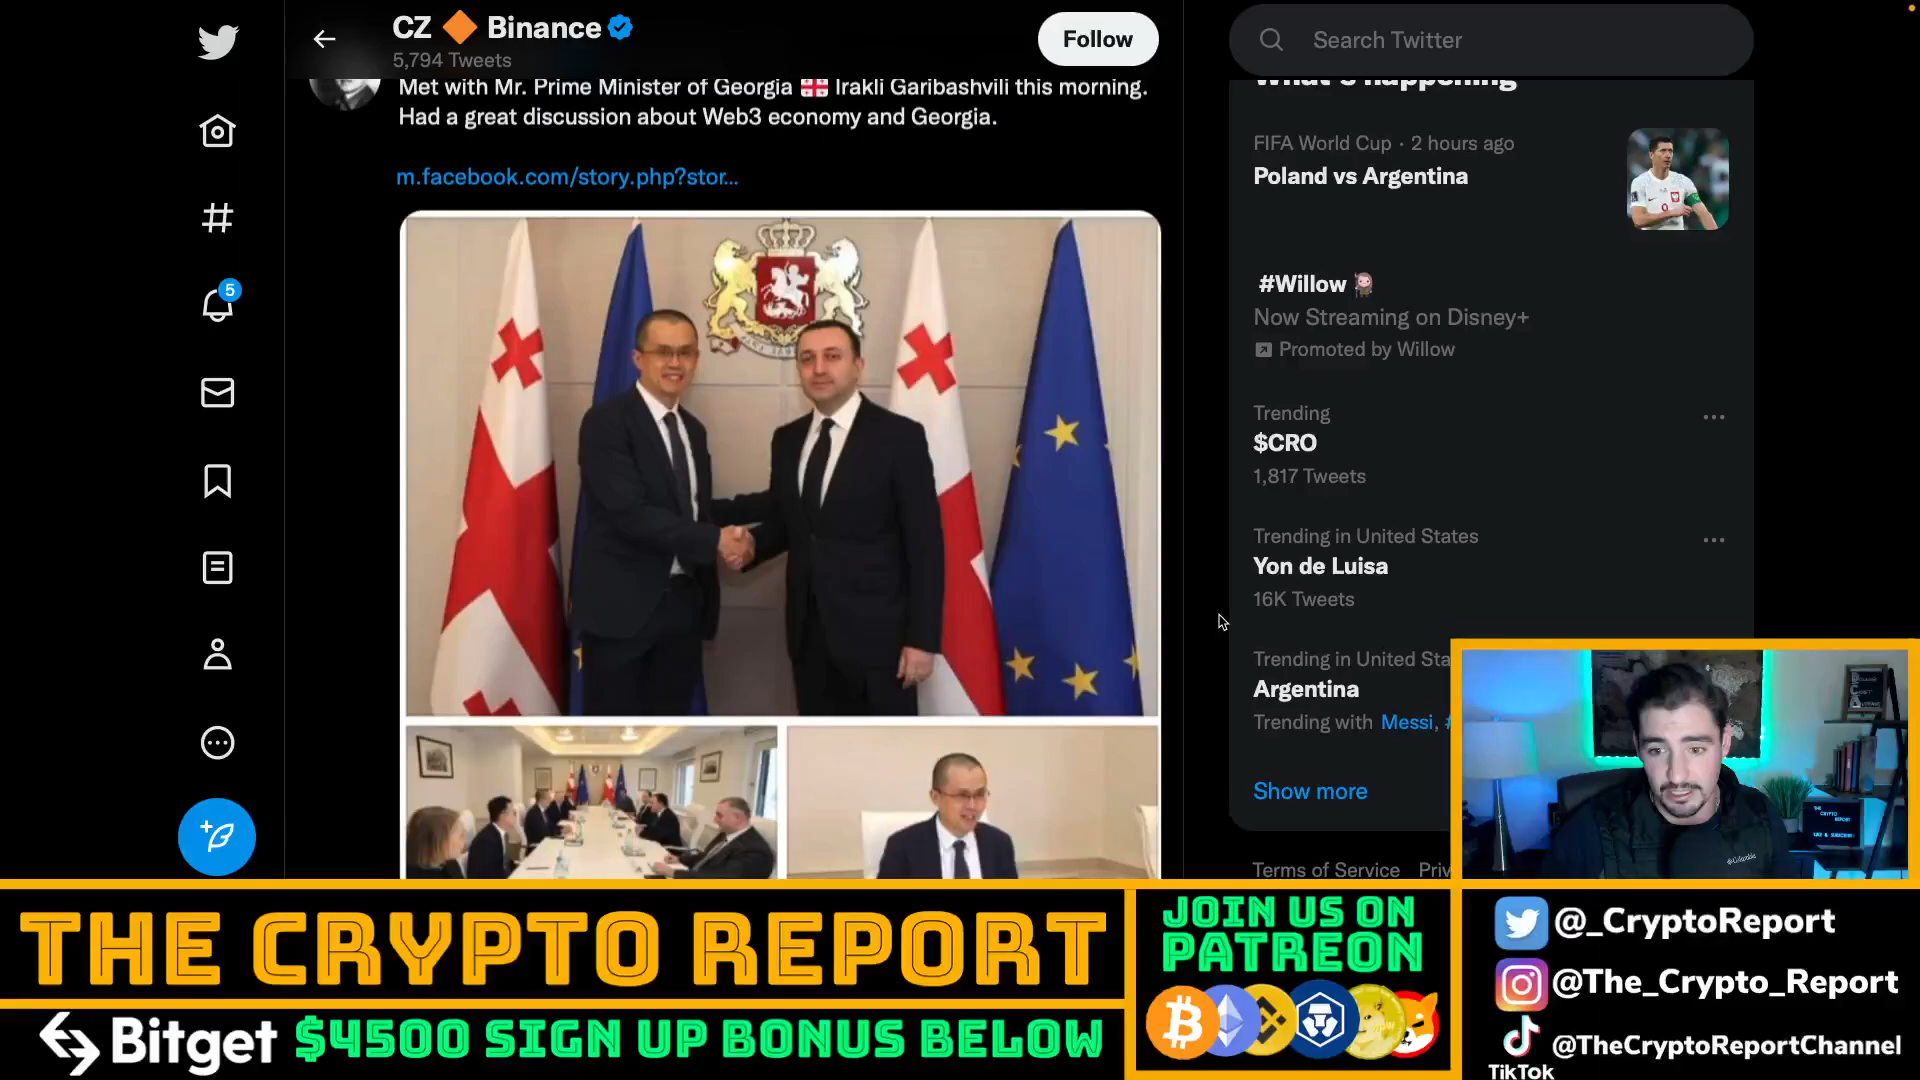 CZ 🔶 Binance
5,794 Tweets
Follow
Search Twitter
Met with Mr. Prime Minister of Georgia 🇬🇪 Irakli Garibashvili this morning.
Had a great discussion about Web3 economy and Georgia.
m.facebook.com/story.php?stor...
What's happening
FIFA World Cup · 2 hours ago
Poland vs Argentina
#Willow
Now Streaming on Disney+
Promoted by Willow
Trending
$CRO
1,817 Tweets
Trending in United States
Yon de Luisa
16K Tweets
Trending in United Sta
Argentina
Trending with Messi, #
Show more
Terms of Service Priv
5
THE CRYPTO REPORT
Bitget $4500 SIGN UP BONUS BELOW
JOIN US ON
PATREON
@_CryptoReport
@The_Crypto_Report
@TheCryptoReportChannel
TikTok
Columbia